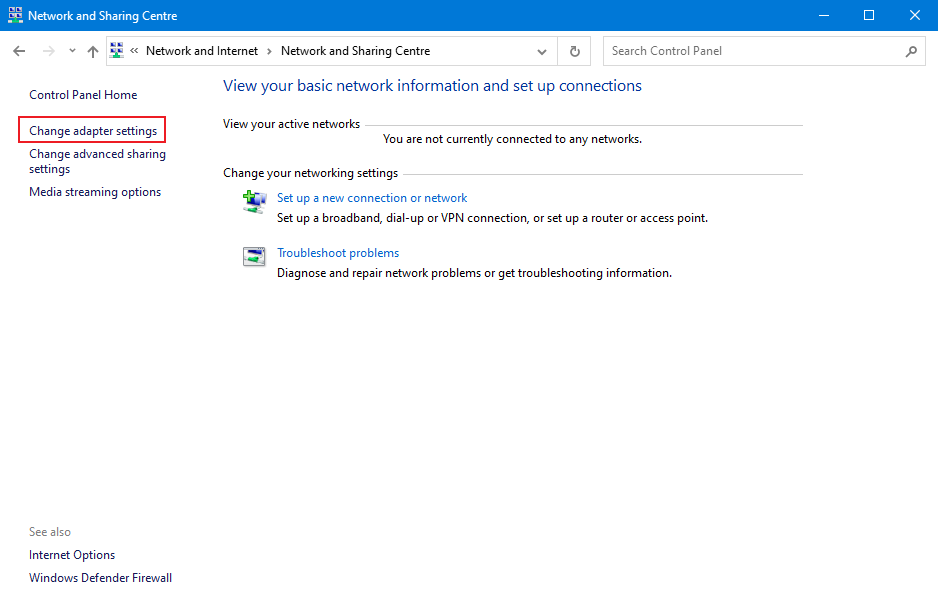 Network and Sharing Centre
« Network and Internet › Network and Sharing Centre
Search Control Panel
Control Panel Home
Change adapter settings
Change advanced sharing
settings
Media streaming options
View your basic network information and set up connections
View your active networks
You are not currently connected to any networks.
Change your networking settings
Set up a new connection or network
Set up a broadband, dial-up or VPN connection, or set up a router or access point.
Troubleshoot problems
Diagnose and repair network problems or get troubleshooting information.
See also
Internet Options
Windows Defender Firewall